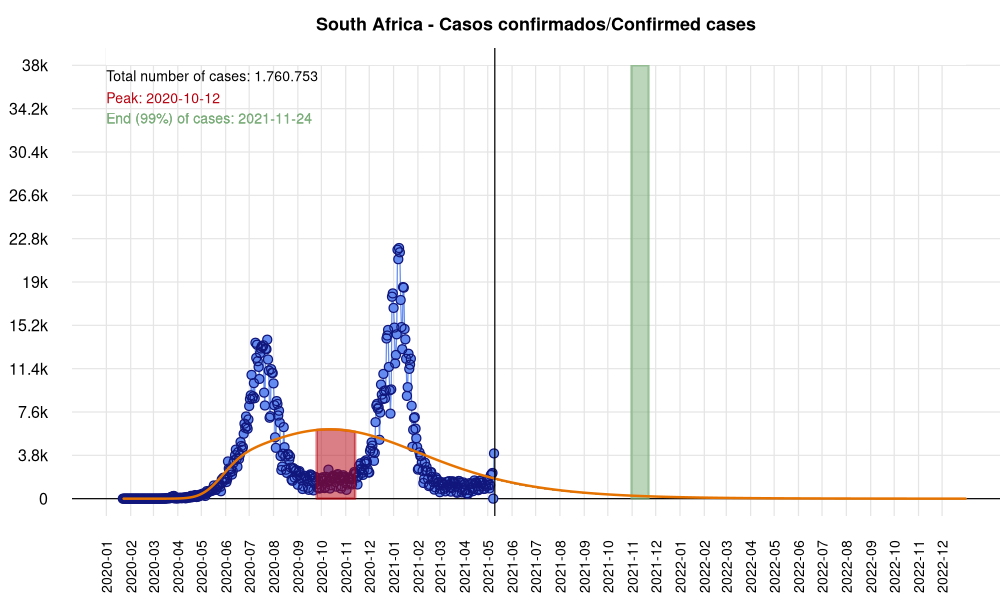 South Africa - Casos confirmados/Confirmed cases
38k
Total number of cases: 1.760.753
Peak: 2020-10-12
34.2k
End (99%) of cases: 2021-11-24
30.4k
26.6k
22.8k
19k
15.2k
11.4k
7.6k
3.8k
0
2020-01
2020-02
2020-03
2020-04
2020-05
2020-06
2020-07
2020-08
2020-09
2020-10
2020-11
2020-12
2021-01
2021-02
2021-03
2021-04
2021-05
2021-06
2021-07
2021-08
2021-09
2021-10
2021-11
2021-12
2022-01
2022-02
2022-03
2022-04
2022-05
2022-06
2022-07
2022-08
2022-09
2022-10
2022-11
2022-12